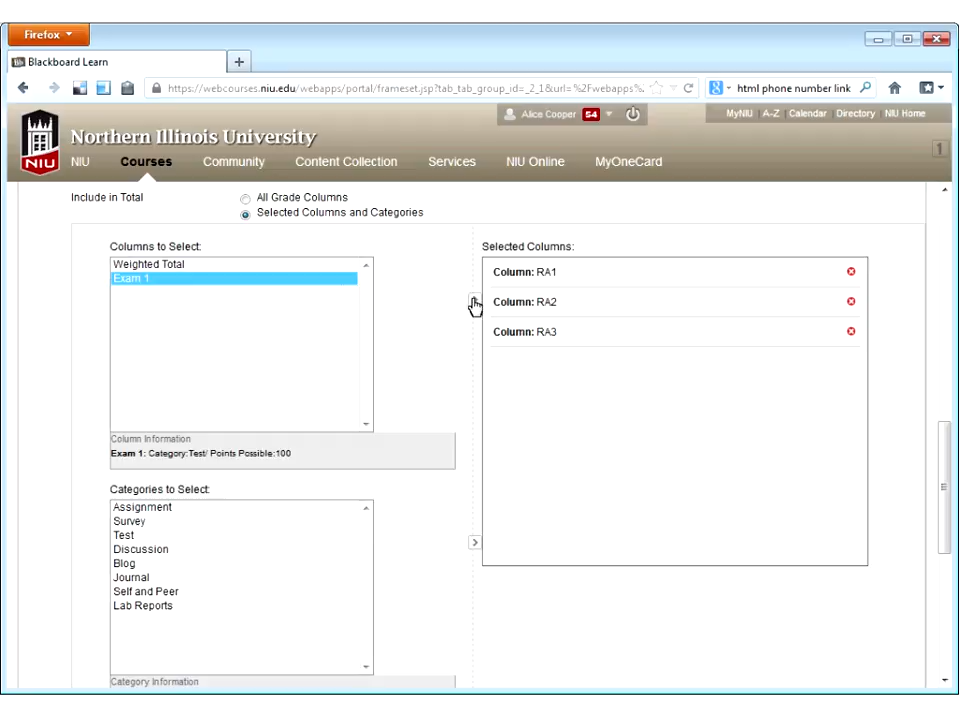 Firefox
Blackboard Learn
+
https://webcourses.niu.edu/webapps/portal/frameset.jsp?tab_tab_group_id=_2_1&url=%2Fwebapps%
html phone number link
Alice Cooper 54
MyNIU | A-Z | Calendar | Directory | NIU Home
Northern Illinois University
NIU
NIU Courses Community Content Collection Services NIU Online MyOneCard
1
Include in Total
All Grade Columns
Selected Columns and Categories
Columns to Select:
Weighted Total
Exam 1
Column Information
Exam 1: Category:Test/ Points Possible:100
Categories to Select:
Assignment
Survey
Test
Discussion
Blog
Journal
Self and Peer
Lab Reports
Category Information
Selected Columns:
Column: RA1
Column: RA2
Column: RA3